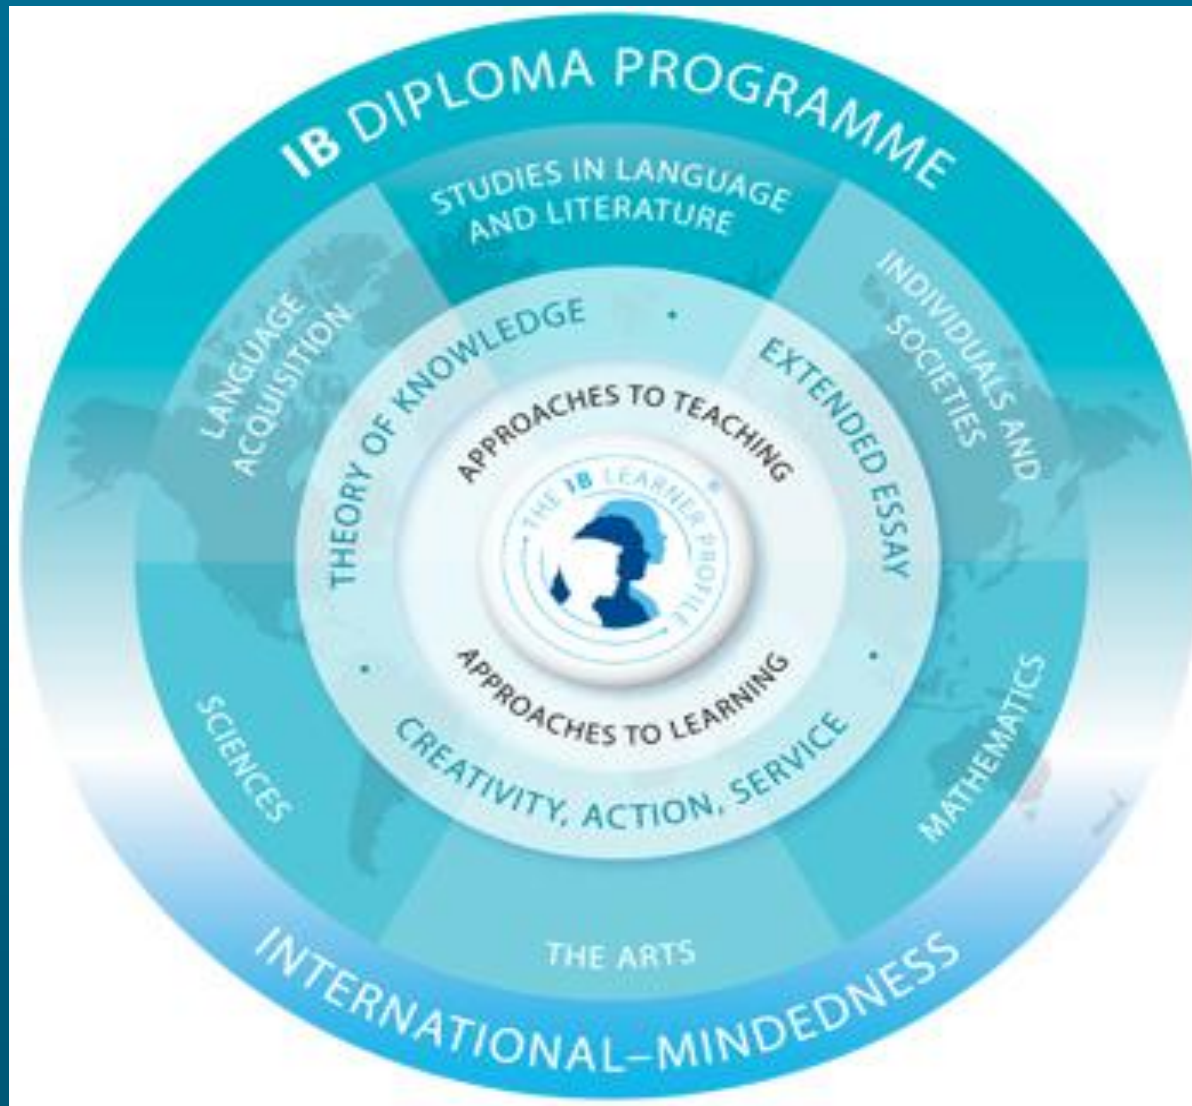 IB DIPLOMA PROGRAMME
STUDIES IN LANGUAGE
AND LITERATURE
LANGUAGE
ACQUISITION
INDIVIDUALS AND
SOCIETIES
THEORY OF KNOWLEDGE
•
EXTENDED ESSAY
APPROACHES TO TEACHING
THE IB LEARNER PROFILE
®
APPROACHES TO LEARNING
•
•
CREATIVITY, ACTION, SERVICE
SCIENCES
MATHEMATICS
THE ARTS
INTERNATIONAL–MINDEDNESS